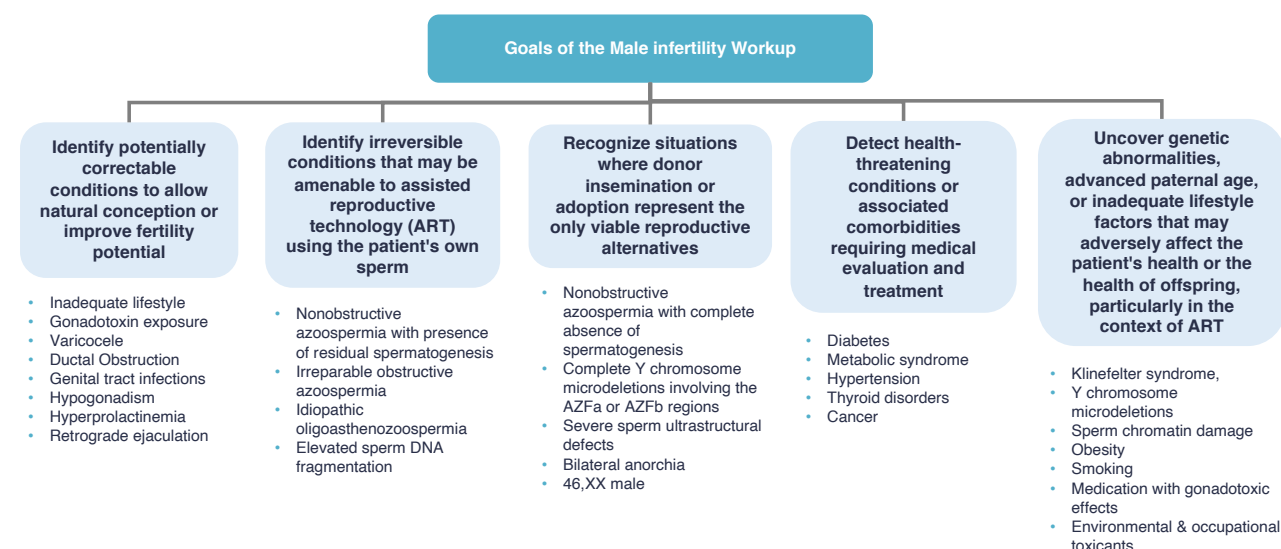 Goals of the Male infertility Workup
Identify potentially
correctable
conditions to allow
natural conception or
improve fertility
potential
• Inadequate lifestyle
• Gonadotoxin exposure
• Varicocele
• Ductal Obstruction
• Genital tract infections
• Hypogonadism
• Hyperprolactinemia
• Retrograde ejaculation
Identify irreversible
conditions that may be
amenable to assisted
reproductive
technology (ART)
using the patient's own
sperm
• Nonobstructive
azoospermia with presence
of residual spermatogenesis
• Irreparable obstructive
azoospermia
• Idiopathic
oligoasthenozoospermia
• Elevated sperm DNA
fragmentation
Recognize situations
where donor
insemination or
adoption represent the
only viable reproductive
alternatives
• Nonobstructive
azoospermia with complete
absence of
spermatogenesis
• Complete Y chromosome
microdeletions involving the
AZFa or AZFb regions
• Severe sperm ultrastructural
defects
• Bilateral anorchia
• 46,XX male
Detect health-
threatening
conditions or
associated
comorbidities
requiring medical
evaluation and
treatment
• Diabetes
• Metabolic syndrome
• Hypertension
• Thyroid disorders
• Cancer
Uncover genetic
abnormalities,
advanced paternal age,
or inadequate lifestyle
factors that may
adversely affect the
patient's health or the
health of offspring,
particularly in the
context of ART
• Klinefelter syndrome,
• Y chromosome
microdeletions
• Sperm chromatin damage
• Obesity
• Smoking
• Medication with gonadotoxic
effects
• Environmental & occupational
toxicants